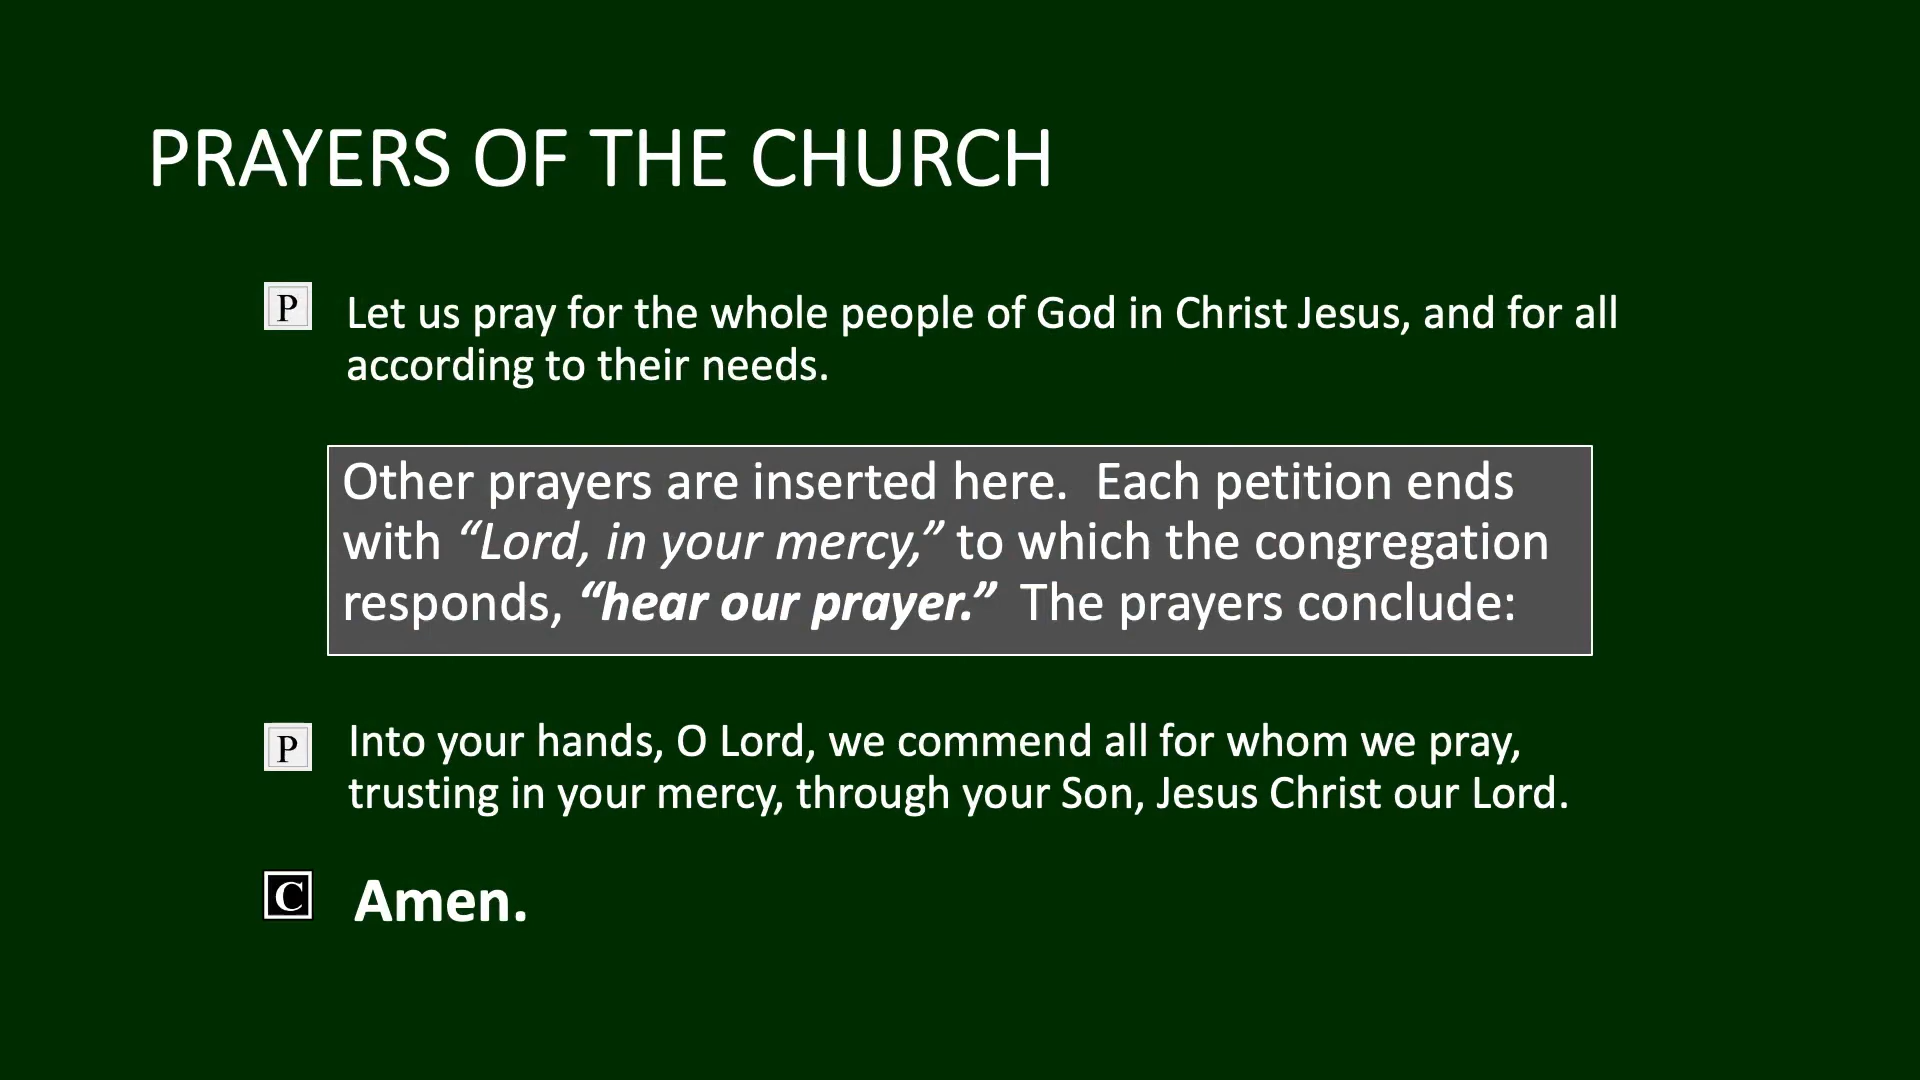 PRAYERS OF THE CHURCH
P Let us pray for the whole people of God in Christ Jesus, and for all
according to their needs.
Other prayers are inserted here.  Each petition ends
with “Lord, in your mercy,” to which the congregation
responds, “hear our prayer.”  The prayers conclude:
P Into your hands, O Lord, we commend all for whom we pray,
trusting in your mercy, through your Son, Jesus Christ our Lord.
C Amen.